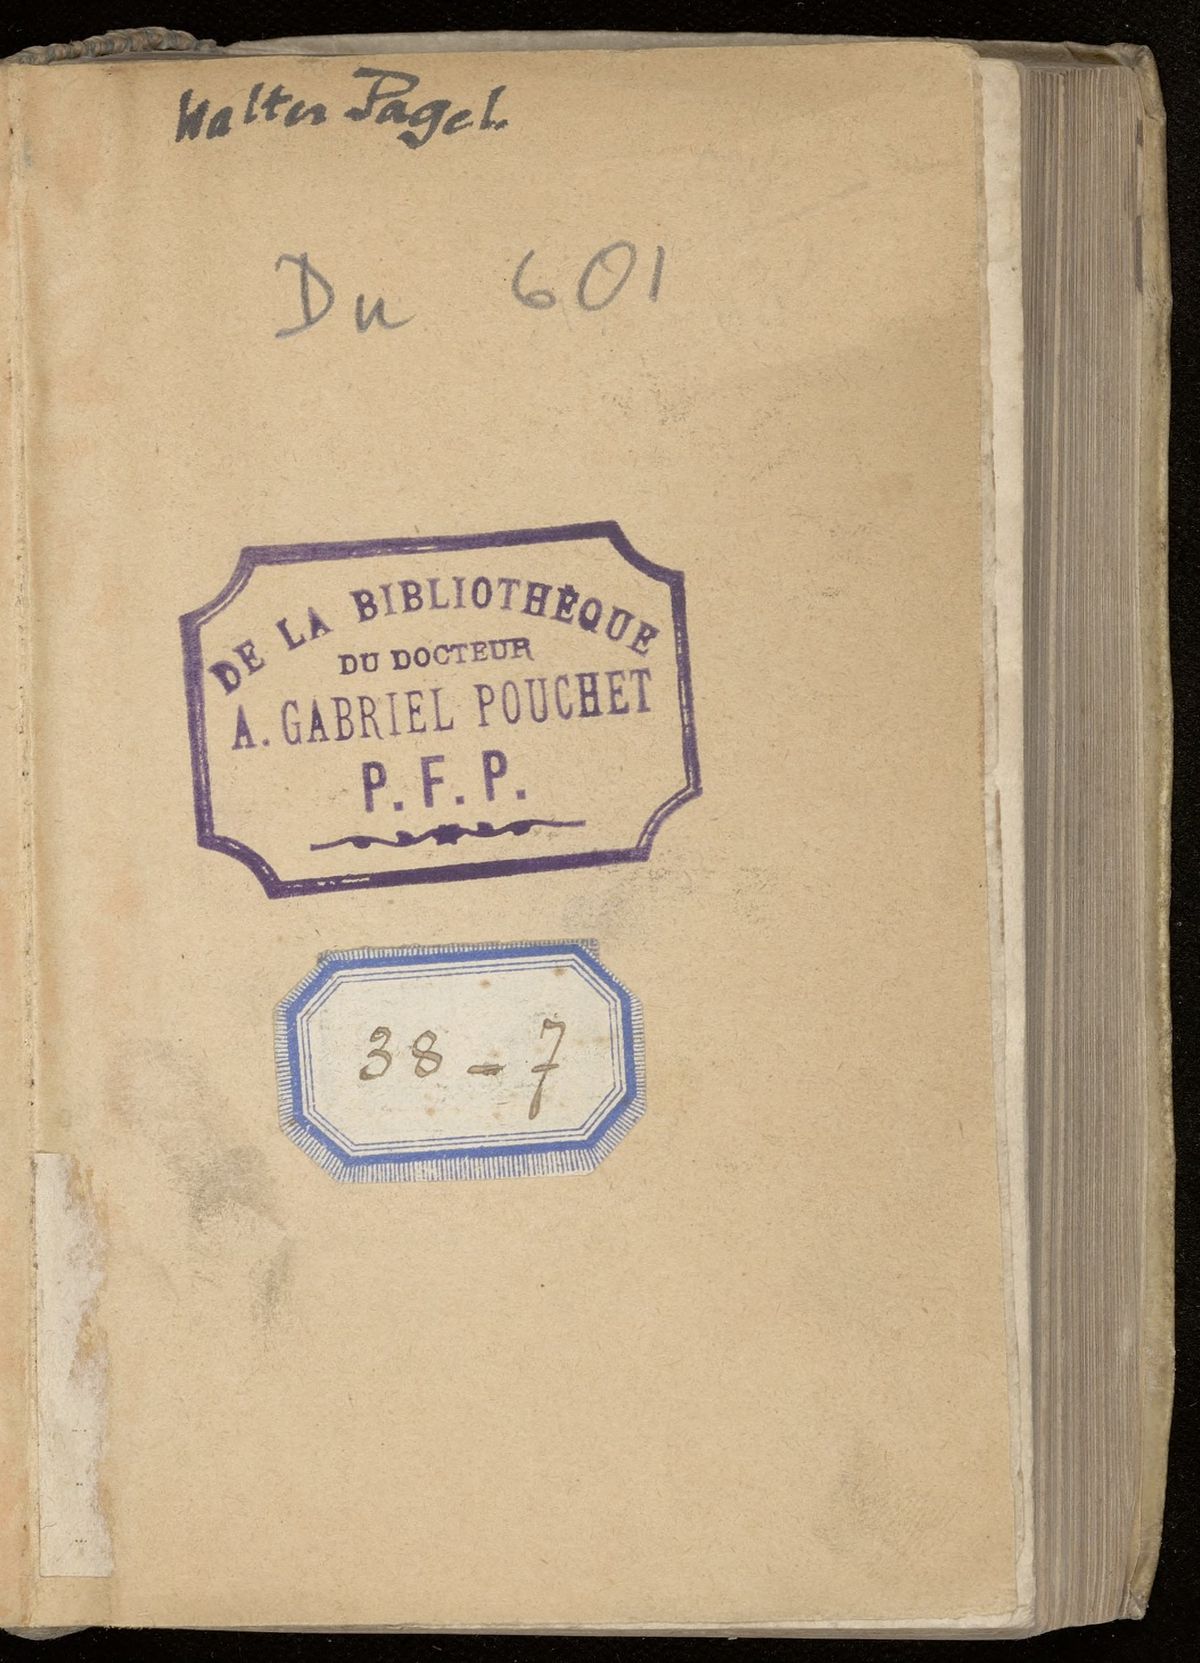 Walter Pagel.
Du 601
DE LA BIBLIOTHÈQUE
DU DOCTEUR
A. GABRIEL POUCHET
P. F. P.
38 - 7